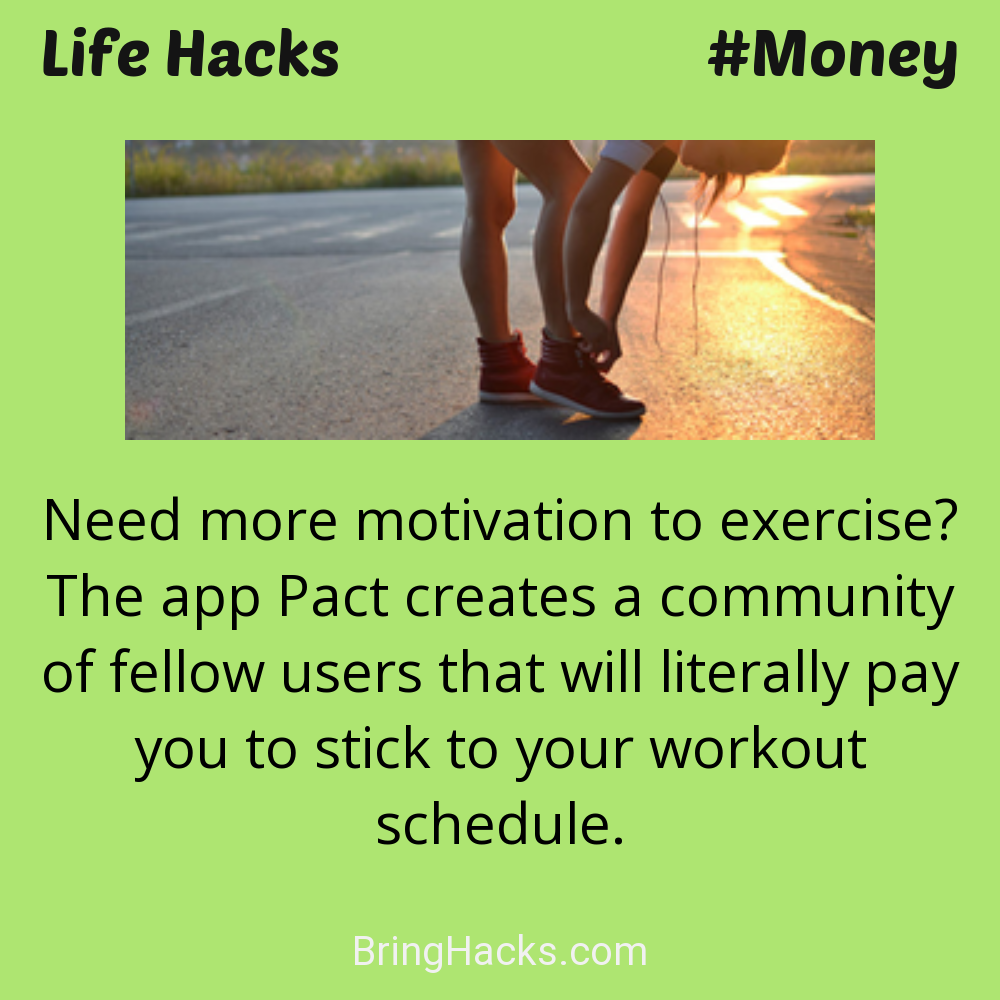 Life Hacks
#Money
Need more motivation to exercise?
The app Pact creates a community
of fellow users that will literally pay
you to stick to your workout
schedule.
BringHacks.com